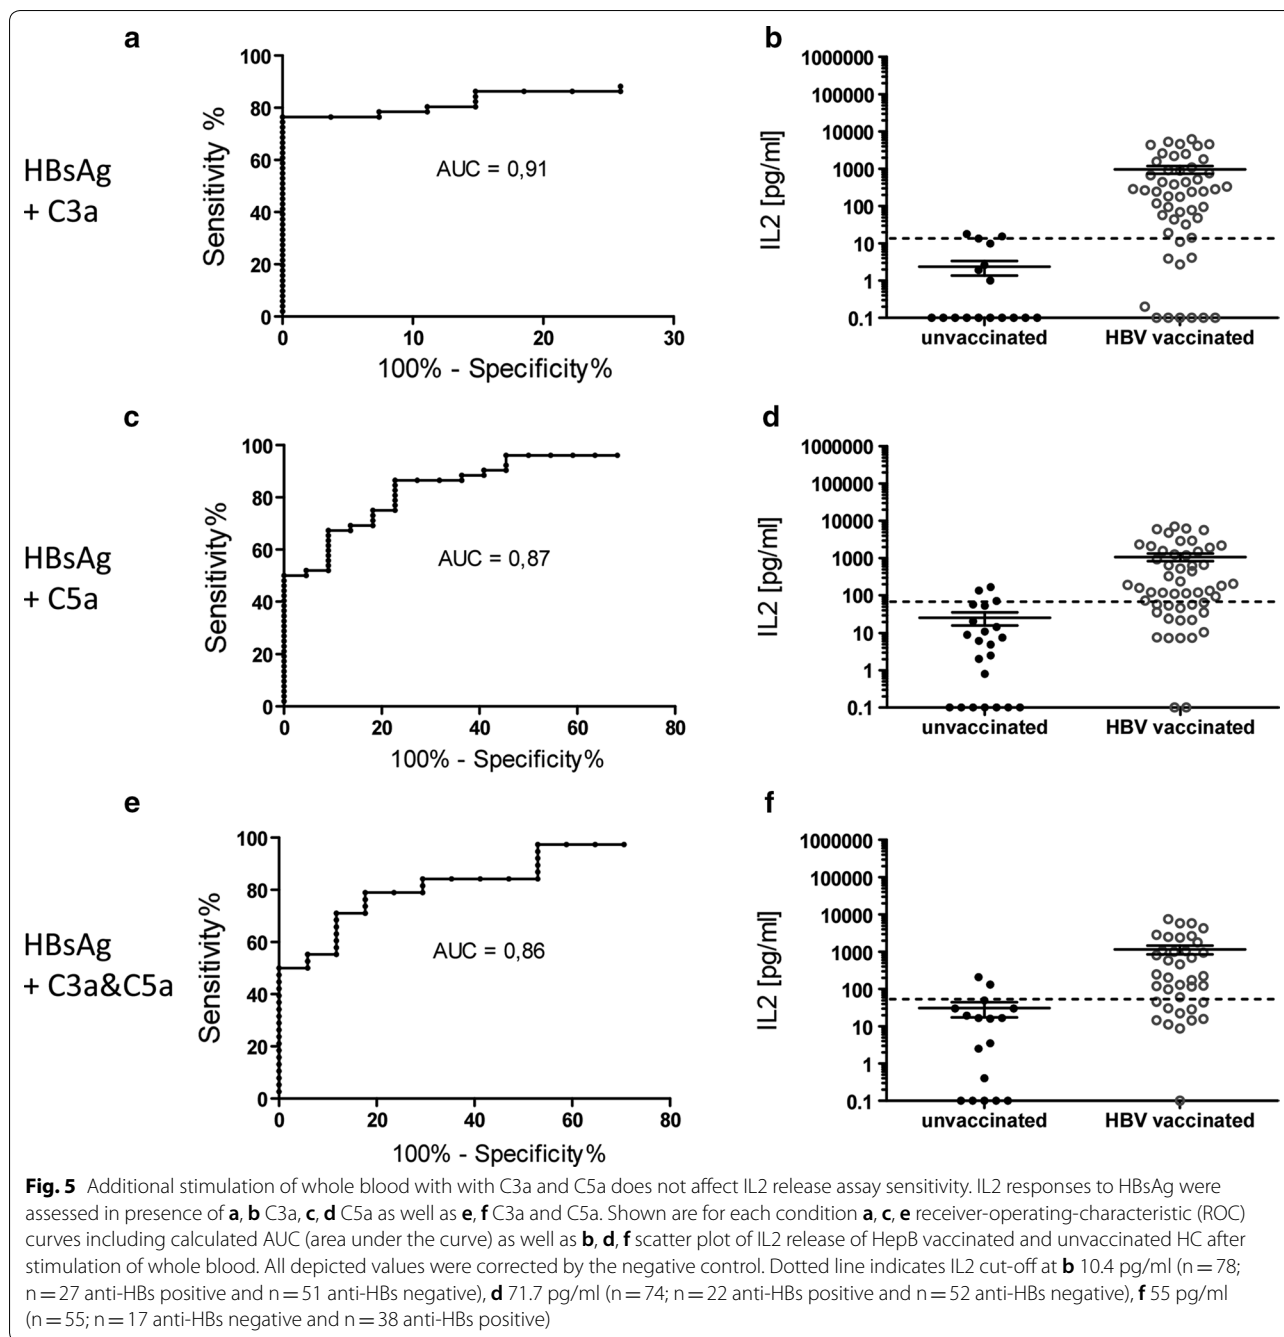 a
100
80
60
40
20
0
Sensitivity %
AUC = 0,91
0
10
20
30
100% - Specificity%
HBsAg
+ C3a
b
1000000
100000
10000
1000
100
10
1
0.1
IL2 [pg/ml]
unvaccinated
HBV vaccinated
c
100
80
60
40
20
0
Sensitivity%
AUC = 0,87
0
20
40
60
80
100% - Specificity%
HBsAg
+ C5a
d
1000000
100000
10000
1000
100
10
1
0.1
IL2 [pg/ml]
unvaccinated
HBV vaccinated
e
100
80
60
40
20
0
Sensitivity%
AUC = 0,86
0
20
40
60
80
100% - Specificity%
HBsAg
+ C3a&C5a
f
1000000
100000
10000
1000
100
10
1
0.1
IL2 [pg/ml]
unvaccinated
HBV vaccinated
Fig. 5 Additional stimulation of whole blood with with C3a and C5a does not affect IL2 release assay sensitivity. IL2 responses to HBsAg were
assessed in presence of a, b C3a, c, d C5a as well as e, f C3a and C5a. Shown are for each condition a, c, e receiver-operating-characteristic (ROC)
curves including calculated AUC (area under the curve) as well as b, d, f scatter plot of IL2 release of HepB vaccinated and unvaccinated HC after
stimulation of whole blood. All depicted values were corrected by the negative control. Dotted line indicates IL2 cut-off at b 10.4 pg/ml (n = 78;
n = 27 anti-HBs positive and n = 51 anti-HBs negative), d 71.7 pg/ml (n = 74; n = 22 anti-HBs positive and n = 52 anti-HBs negative), f 55 pg/ml
(n = 55; n = 17 anti-HBs negative and n = 38 anti-HBs positive)